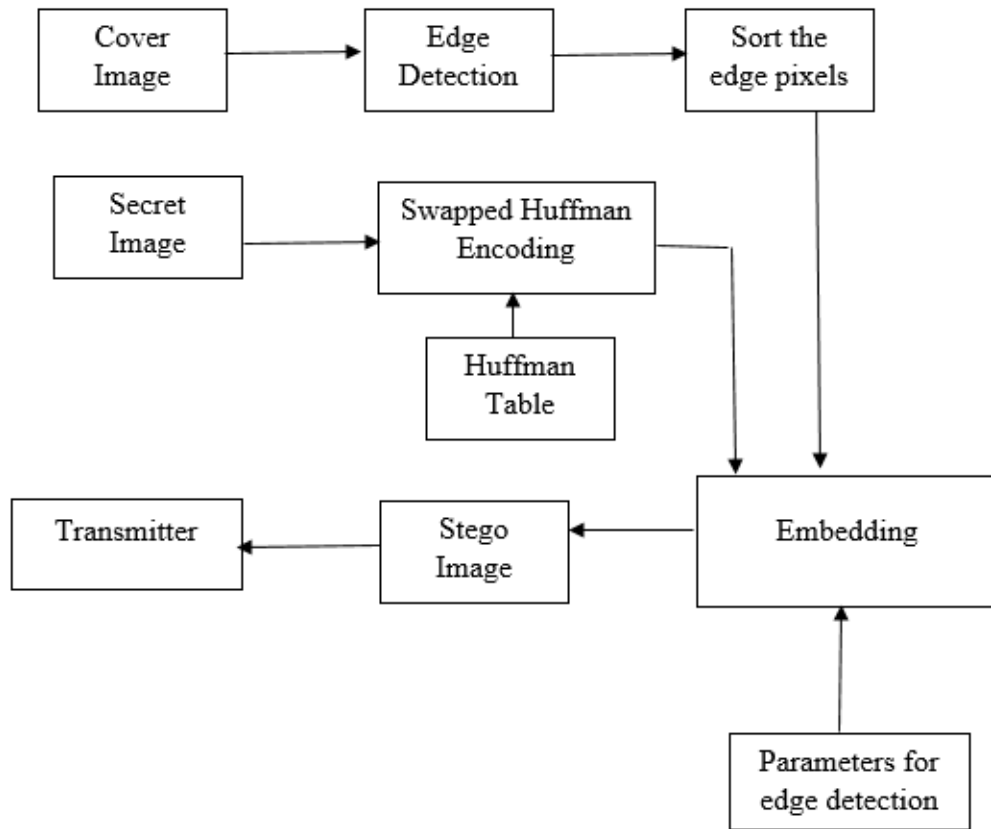 Cover
Image
Edge
Detection
Sort the
edge pixels
Secret
Image
Swapped Huffman
Encoding
Huffman
Table
Transmitter
Stego
Image
Embedding
Parameters for
edge detection